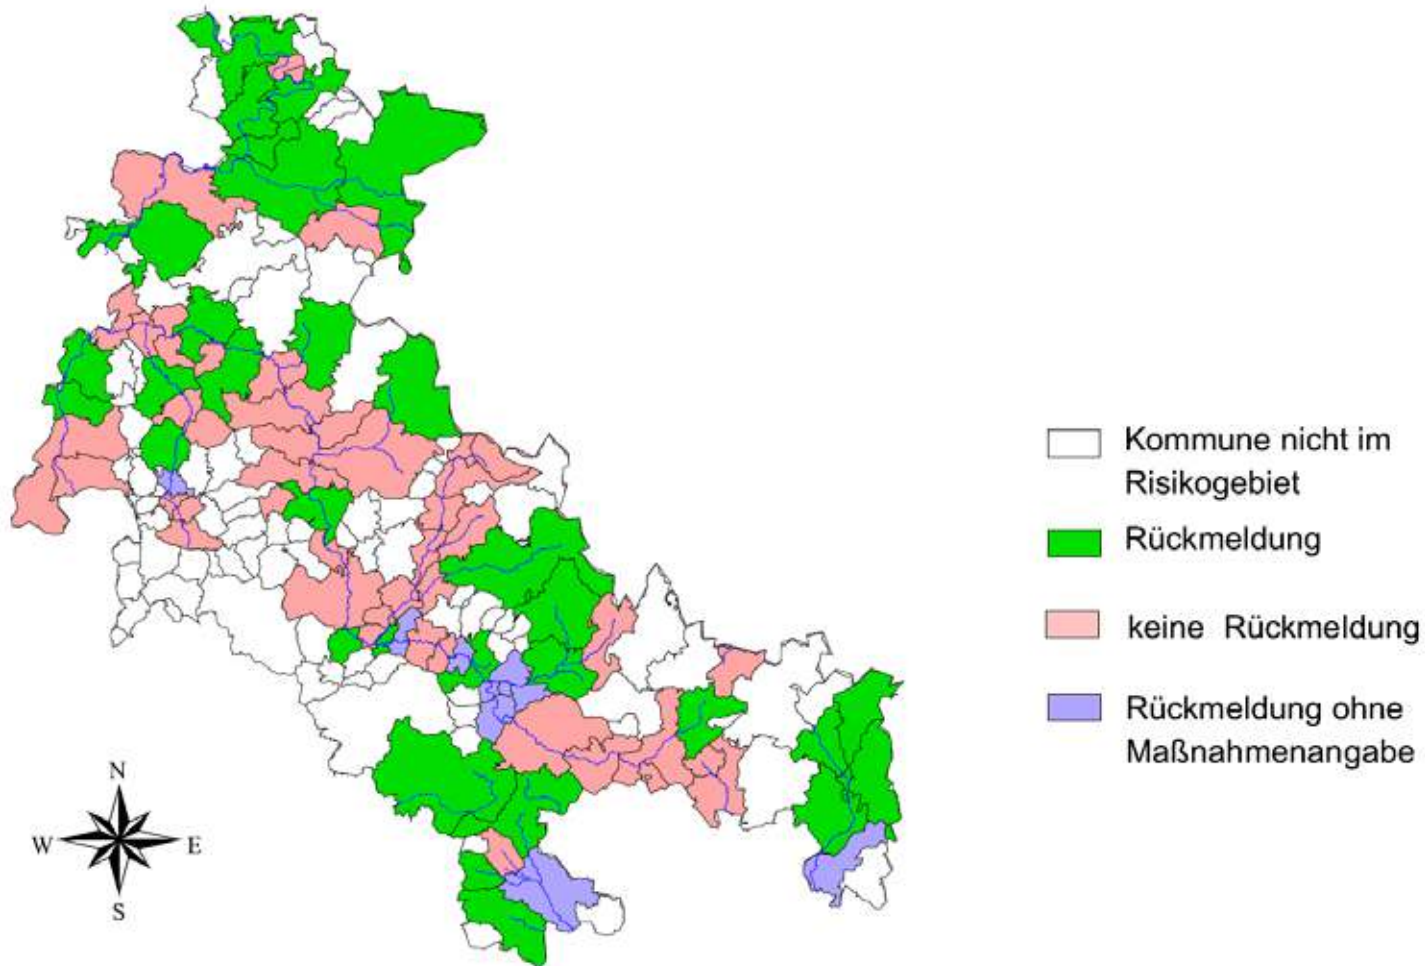 Kommune nicht im
Risikogebiet
Rückmeldung
keine Rückmeldung
Rückmeldung ohne
Maßnahmenangabe
N
W E
S